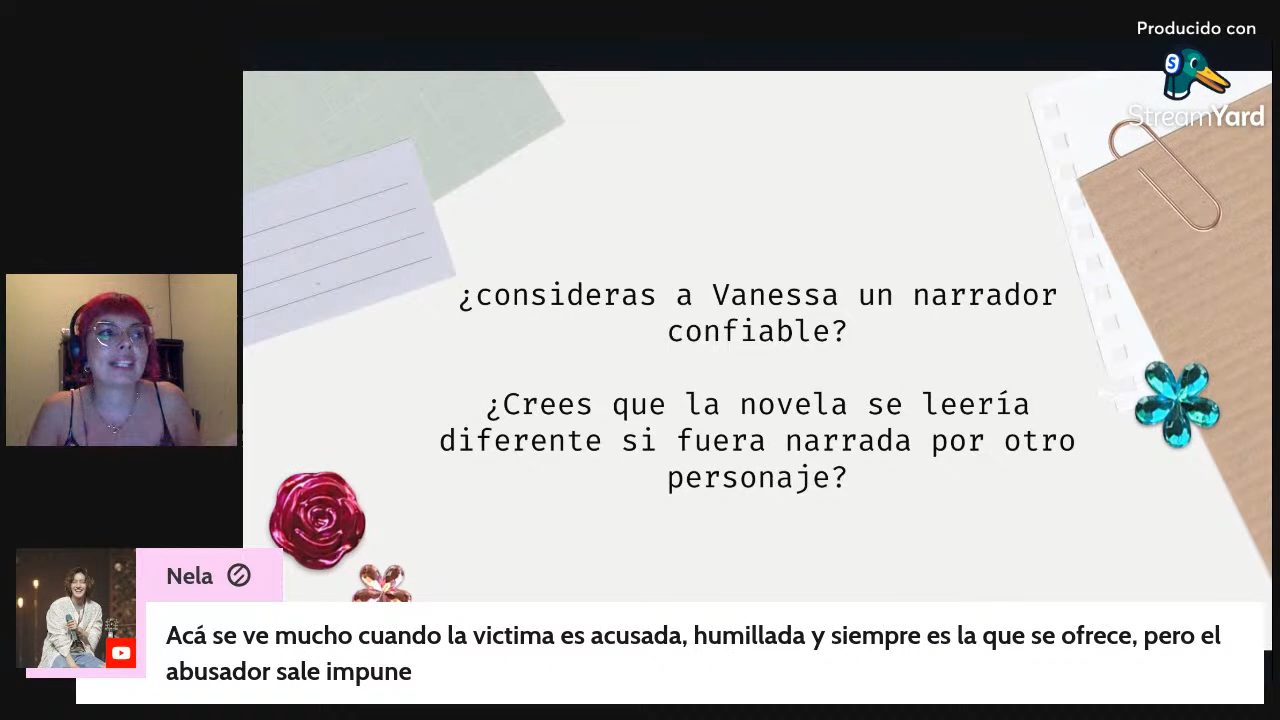 Producido con
StreamYard
¿consideras a Vanessa un narrador
confiable?
¿Crees que la novela se leería
diferente si fuera narrada por otro
personaje?
Nela
Acá se ve mucho cuando la victima es acusada, humillada y siempre es la que se ofrece, pero el
abusador sale impune